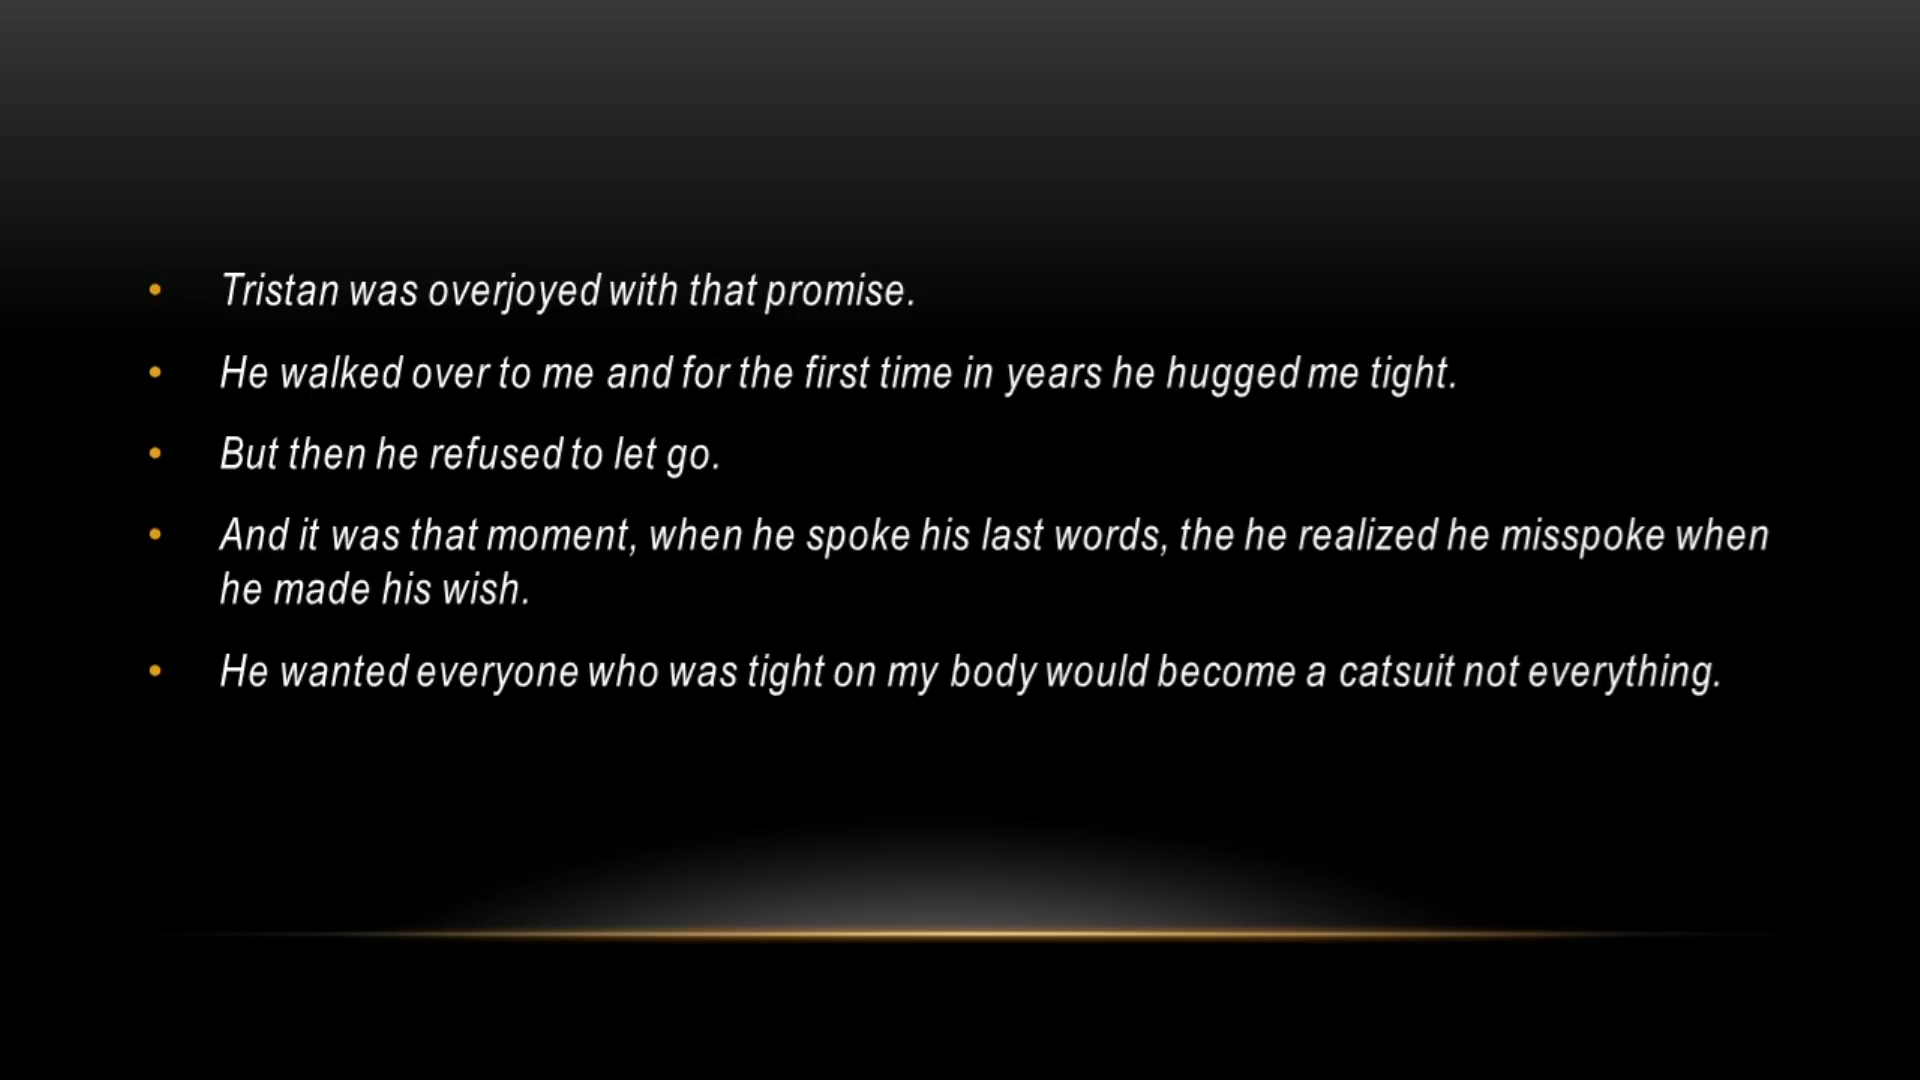 • Tristan was overjoyed with that promise.
• He walked over to me and for the first time in years he hugged me tight.
• But then he refused to let go.
• And it was that moment, when he spoke his last words, the he realized he misspoke when
he made his wish.
• He wanted everyone who was tight on my body would become a catsuit not everything.